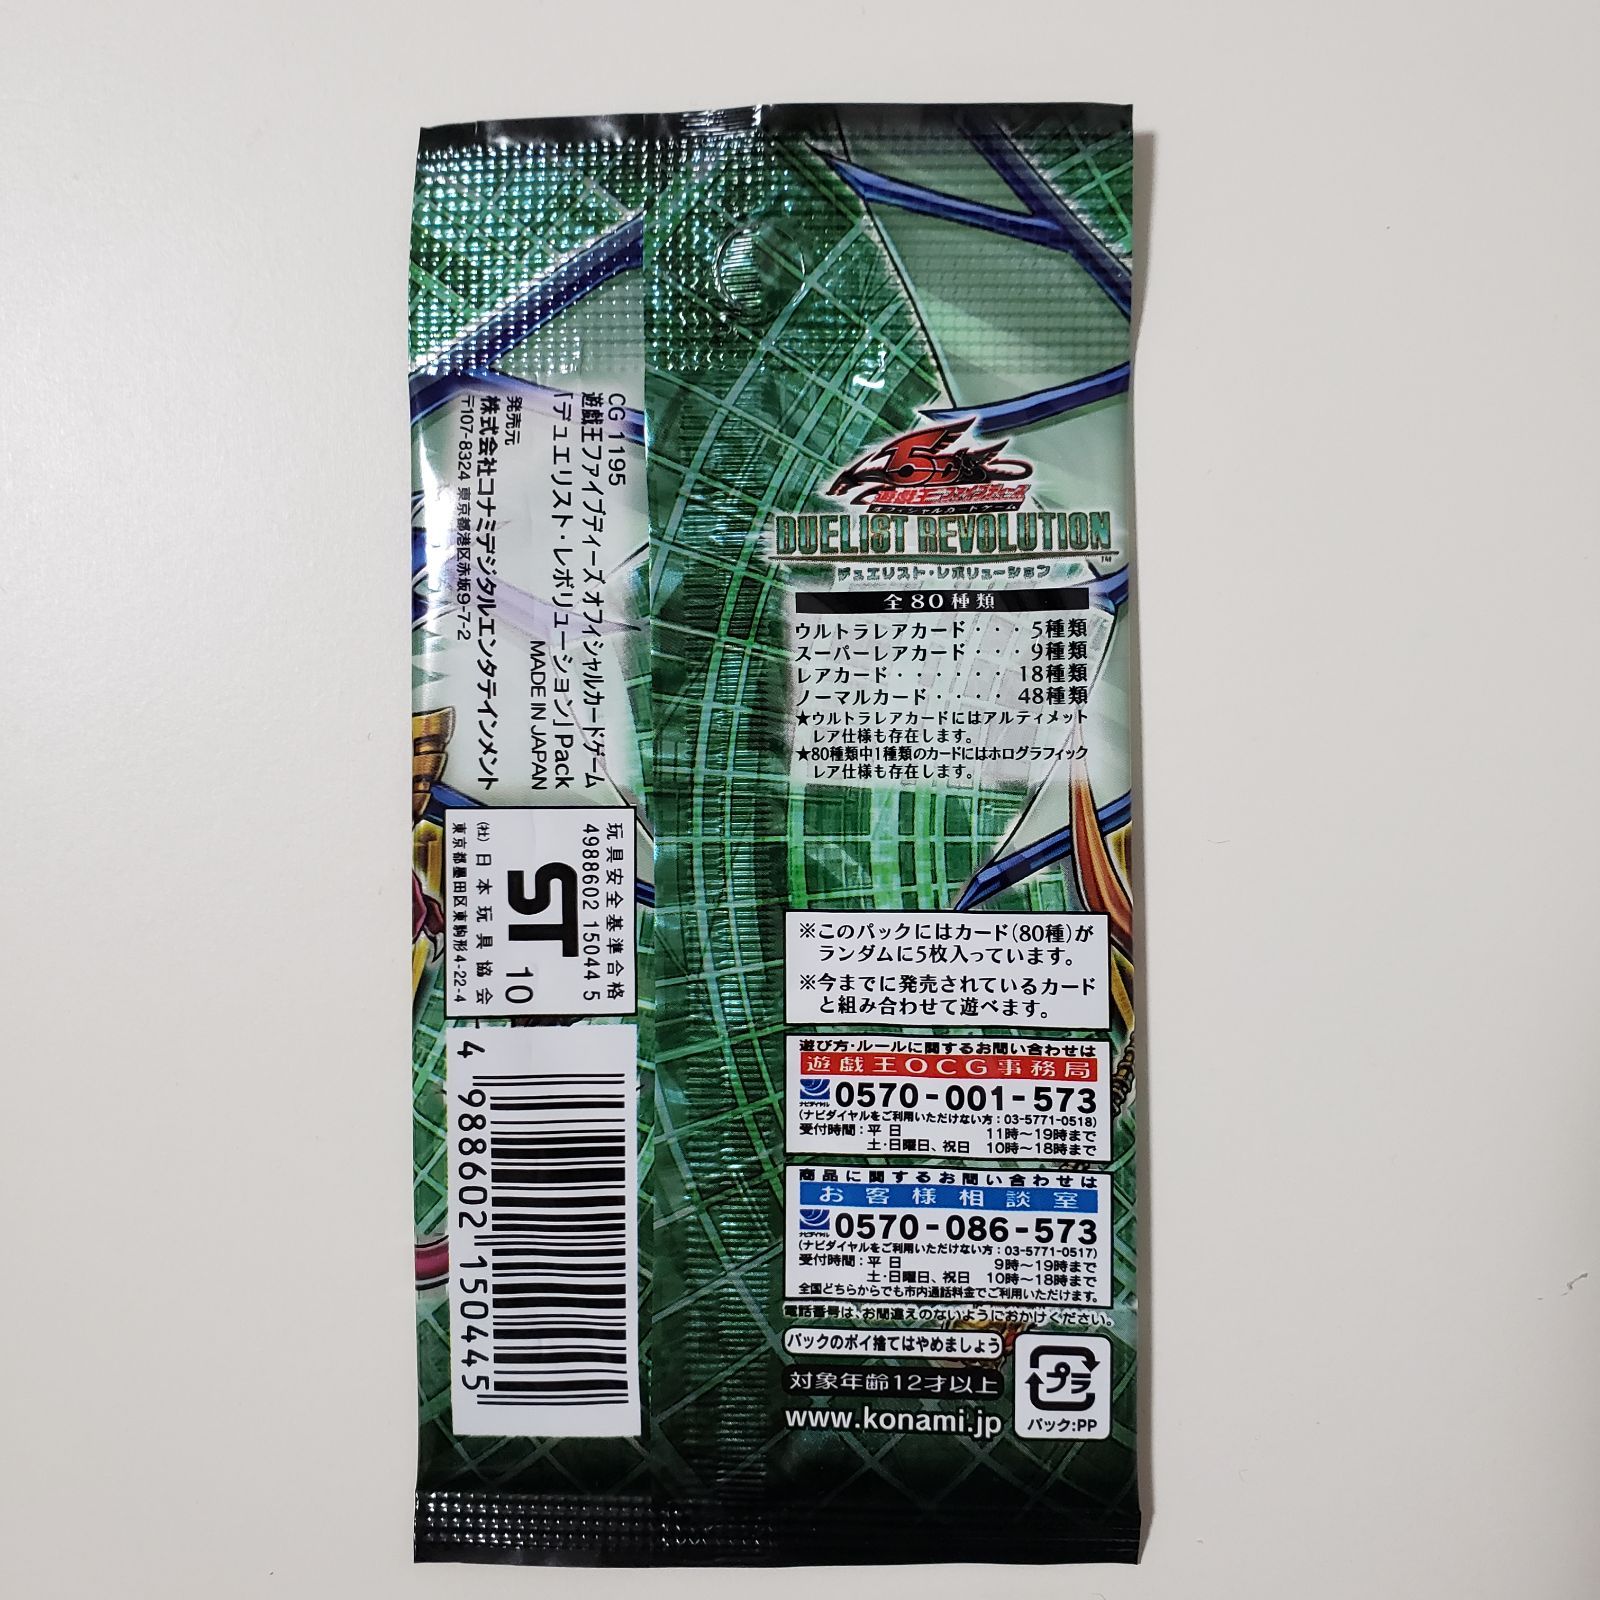 CG 1195
遊戯王ファイブディーズ オフィシャルカードゲーム
「デュエリスト・レボリューション」Pack
MADE IN JAPAN
発売元
株式会社コナミデジタルエンタテインメント
〒107-8324 東京都港区赤坂9-7-2
玩具安全基準合格
4988602 15044 5
ST 10
(社)日本玩具協会
東京都墨田区東駒形4-22-4
4 988602 150445
5D's
遊戯王ファイブディーズ
オフィシャルカードゲーム
DUELIST REVOLUTION™
デュエリスト・レボリューション
全80種類
ウルトラレアカード・・・5種類
スーパーレアカード・・・9種類
レアカード・・・・・・18種類
ノーマルカード・・・・48種類
★ウルトラレアカードにはアルティメット
レア仕様も存在します。
★80種類中1種類のカードにはホログラフィック
レア仕様も存在します。
※このパックにはカード(80種)が
ランダムに5枚入っています。
※今までに発売されているカード
と組み合わせて遊べます。
遊び方・ルールに関するお問い合わせは
遊戯王OCG事務局
ナビダイヤル 0570-001-573
(ナビダイヤルをご利用いただけない方:03-5771-0518)
受付時間:平日 11時〜19時まで
土・日曜日、祝日 10時〜18時まで
商品に関するお問い合わせは
お客様相談室
ナビダイヤル 0570-086-573
(ナビダイヤルをご利用いただけない方:03-5771-0517)
受付時間:平日 9時〜19時まで
土・日曜日、祝日 10時〜18時まで
全国どちらからでも市内通話料金でご利用いただけます。
電話番号は、お間違えのないようにおかけください。
パックのポイ捨てはやめましょう
対象年齢12才以上
www.konami.jp
プラ
パック:PP